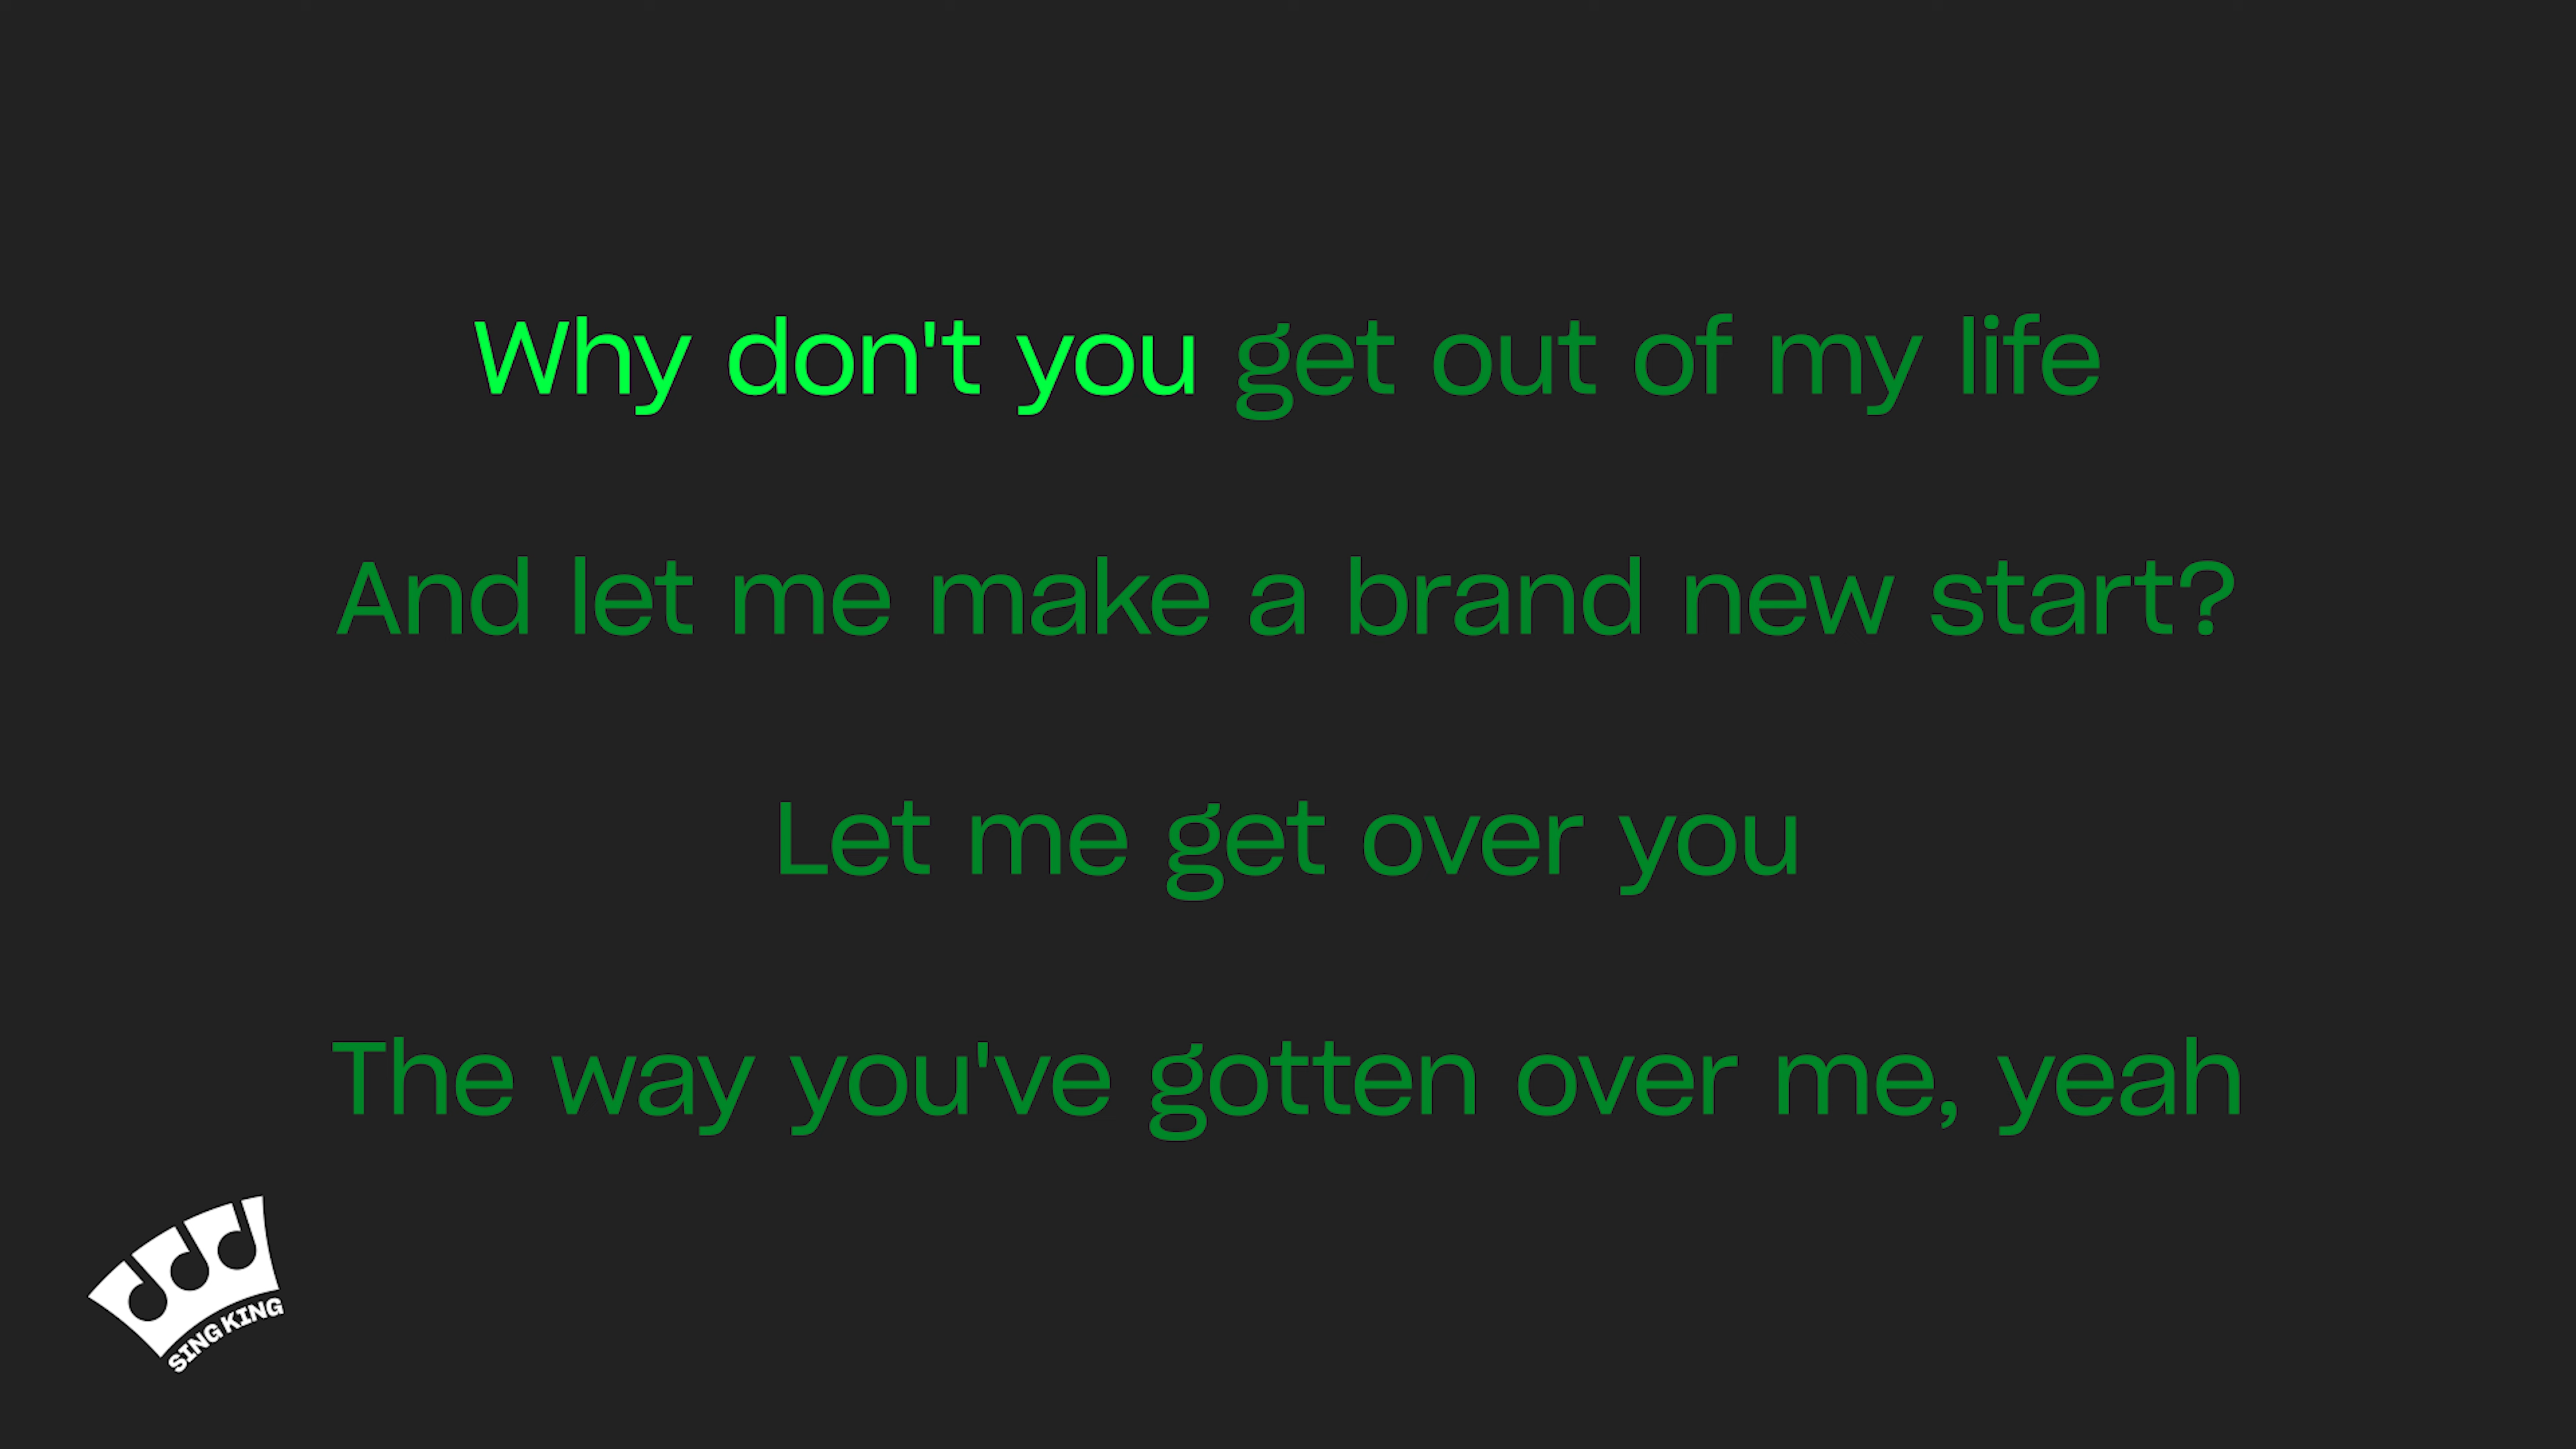 Why don't you get out of my life
And let me make a brand new start?
Let me get over you
The way you've gotten over me, yeah
SING KING